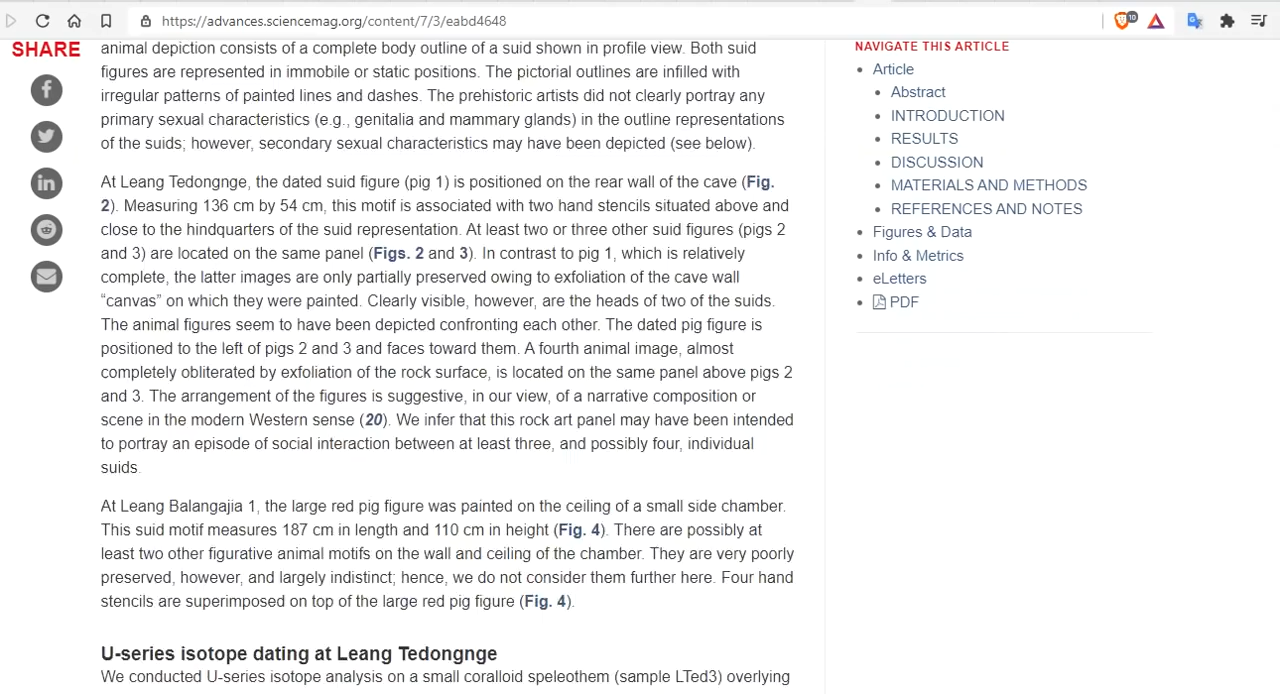 https://advances.sciencemag.org/content/7/3/eabd4648
10
SHARE
animal depiction consists of a complete body outline of a suid shown in profile view. Both suid
figures are represented in immobile or static positions. The pictorial outlines are infilled with
irregular patterns of painted lines and dashes. The prehistoric artists did not clearly portray any
primary sexual characteristics (e.g., genitalia and mammary glands) in the outline representations
of the suids; however, secondary sexual characteristics may have been depicted (see below).
At Leang Tedongnge, the dated suid figure (pig 1) is positioned on the rear wall of the cave (Fig.
2). Measuring 136 cm by 54 cm, this motif is associated with two hand stencils situated above and
close to the hindquarters of the suid representation. At least two or three other suid figures (pigs 2
and 3) are located on the same panel (Figs. 2 and 3). In contrast to pig 1, which is relatively
complete, the latter images are only partially preserved owing to exfoliation of the cave wall
“canvas” on which they were painted. Clearly visible, however, are the heads of two of the suids.
The animal figures seem to have been depicted confronting each other. The dated pig figure is
positioned to the left of pigs 2 and 3 and faces toward them. A fourth animal image, almost
completely obliterated by exfoliation of the rock surface, is located on the same panel above pigs 2
and 3. The arrangement of the figures is suggestive, in our view, of a narrative composition or
scene in the modern Western sense (20). We infer that this rock art panel may have been intended
to portray an episode of social interaction between at least three, and possibly four, individual
suids.
At Leang Balangajia 1, the large red pig figure was painted on the ceiling of a small side chamber.
This suid motif measures 187 cm in length and 110 cm in height (Fig. 4). There are possibly at
least two other figurative animal motifs on the wall and ceiling of the chamber. They are very poorly
preserved, however, and largely indistinct; hence, we do not consider them further here. Four hand
stencils are superimposed on top of the large red pig figure (Fig. 4).
U-series isotope dating at Leang Tedongnge
We conducted U-series isotope analysis on a small coralloid speleothem (sample LTed3) overlying
NAVIGATE THIS ARTICLE
Article
Abstract
INTRODUCTION
RESULTS
DISCUSSION
MATERIALS AND METHODS
REFERENCES AND NOTES
Figures & Data
Info & Metrics
eLetters
PDF